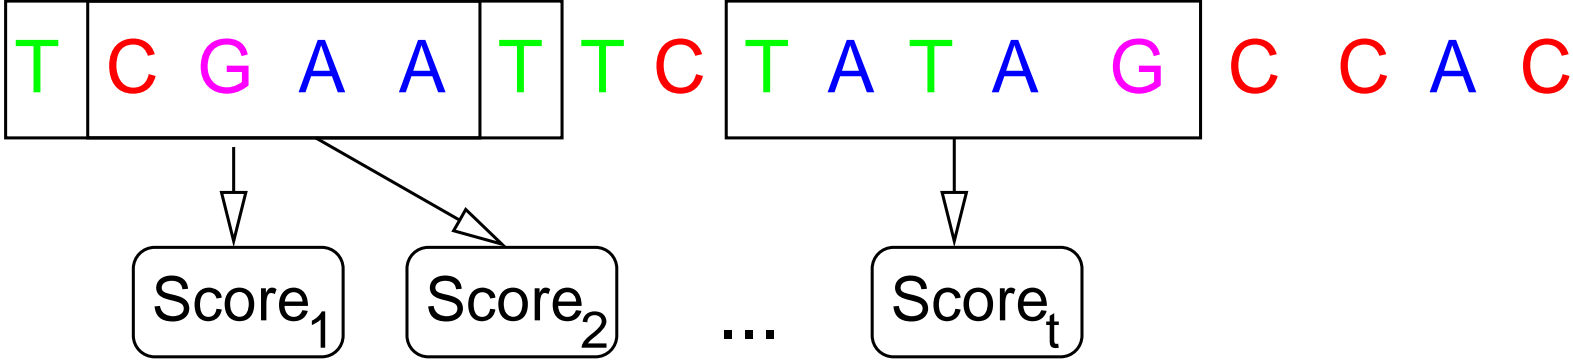 T C G A A T T C T A T A G C C A C
Score1 Score2 ... Scoret